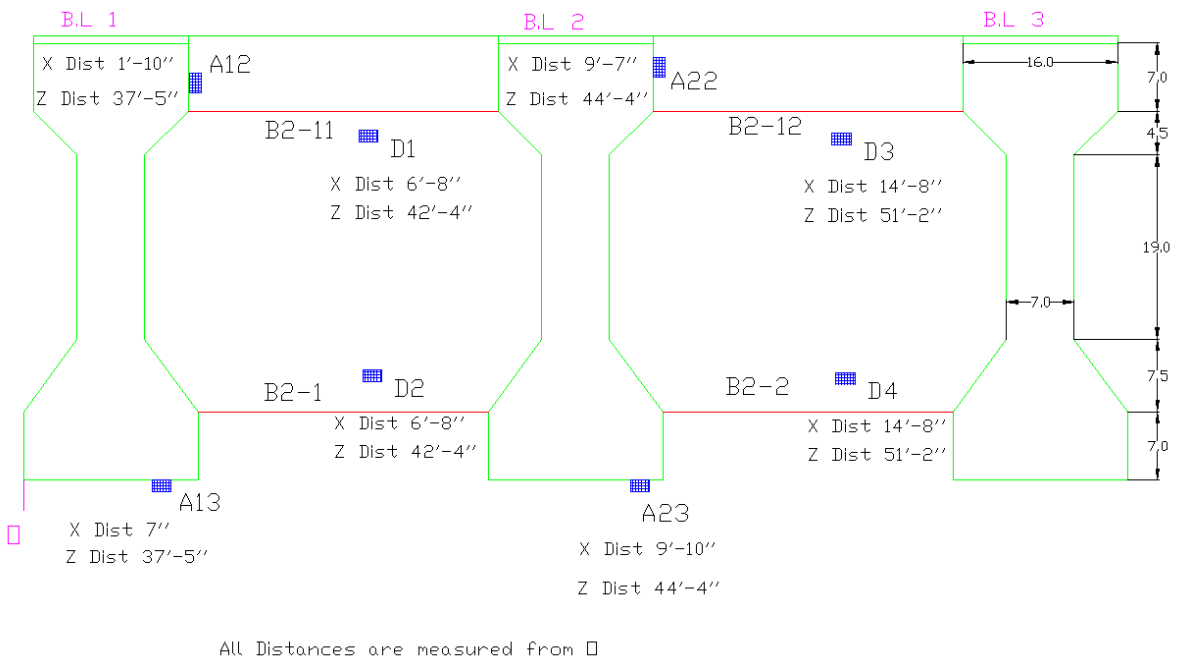 B.L 1
B.L 2
B.L 3
X Dist 1'-10''
Z Dist 37'-5''
A12
X Dist 9'-7''
Z Dist 44'-4''
A22
16.0
7.0
B2-11
D1
X Dist 6'-8''
Z Dist 42'-4''
B2-12
D3
X Dist 14'-8''
Z Dist 51'-2''
4.5
19.0
7.0
7.5
B2-1
D2
X Dist 6'-8''
Z Dist 42'-4''
B2-2
D4
X Dist 14'-8''
Z Dist 51'-2''
7.0
A13
X Dist 7''
Z Dist 37'-5''
A23
X Dist 9'-10''
Z Dist 44'-4''
All Distances are measured from